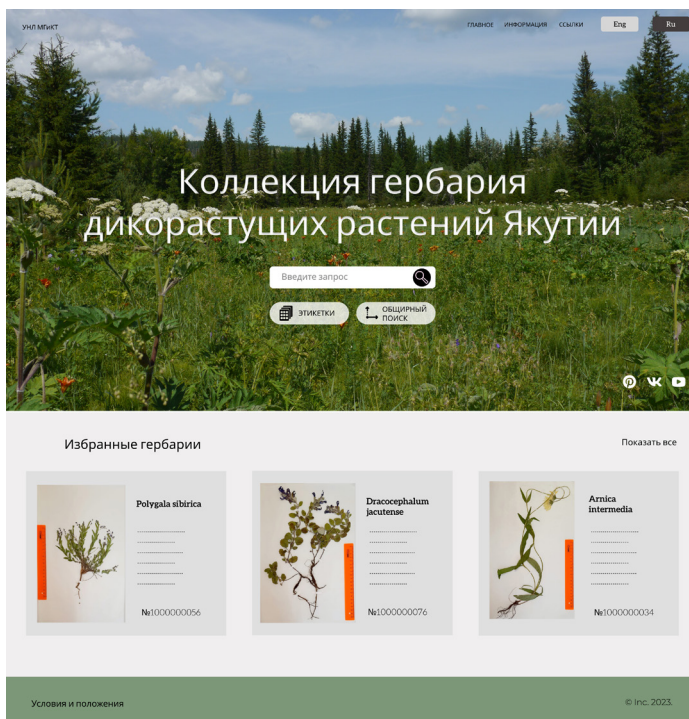 УНЛ МГиКТ
ГЛАВНОЕ ИНФОРМАЦИЯ ССЫЛКИ Eng Ru
Коллекция гербария
дикорастущих растений Якутии
Введите запрос
ЭТИКЕТКИ
ОБЩИРНЫЙ
ПОИСК
Избранные гербарии
Показать все
Polygala sibirica
№1000000056
Dracocephalum
jacutense
№1000000076
Arnica
intermedia
№1000000034
Условия и положения
© Inc. 2023.